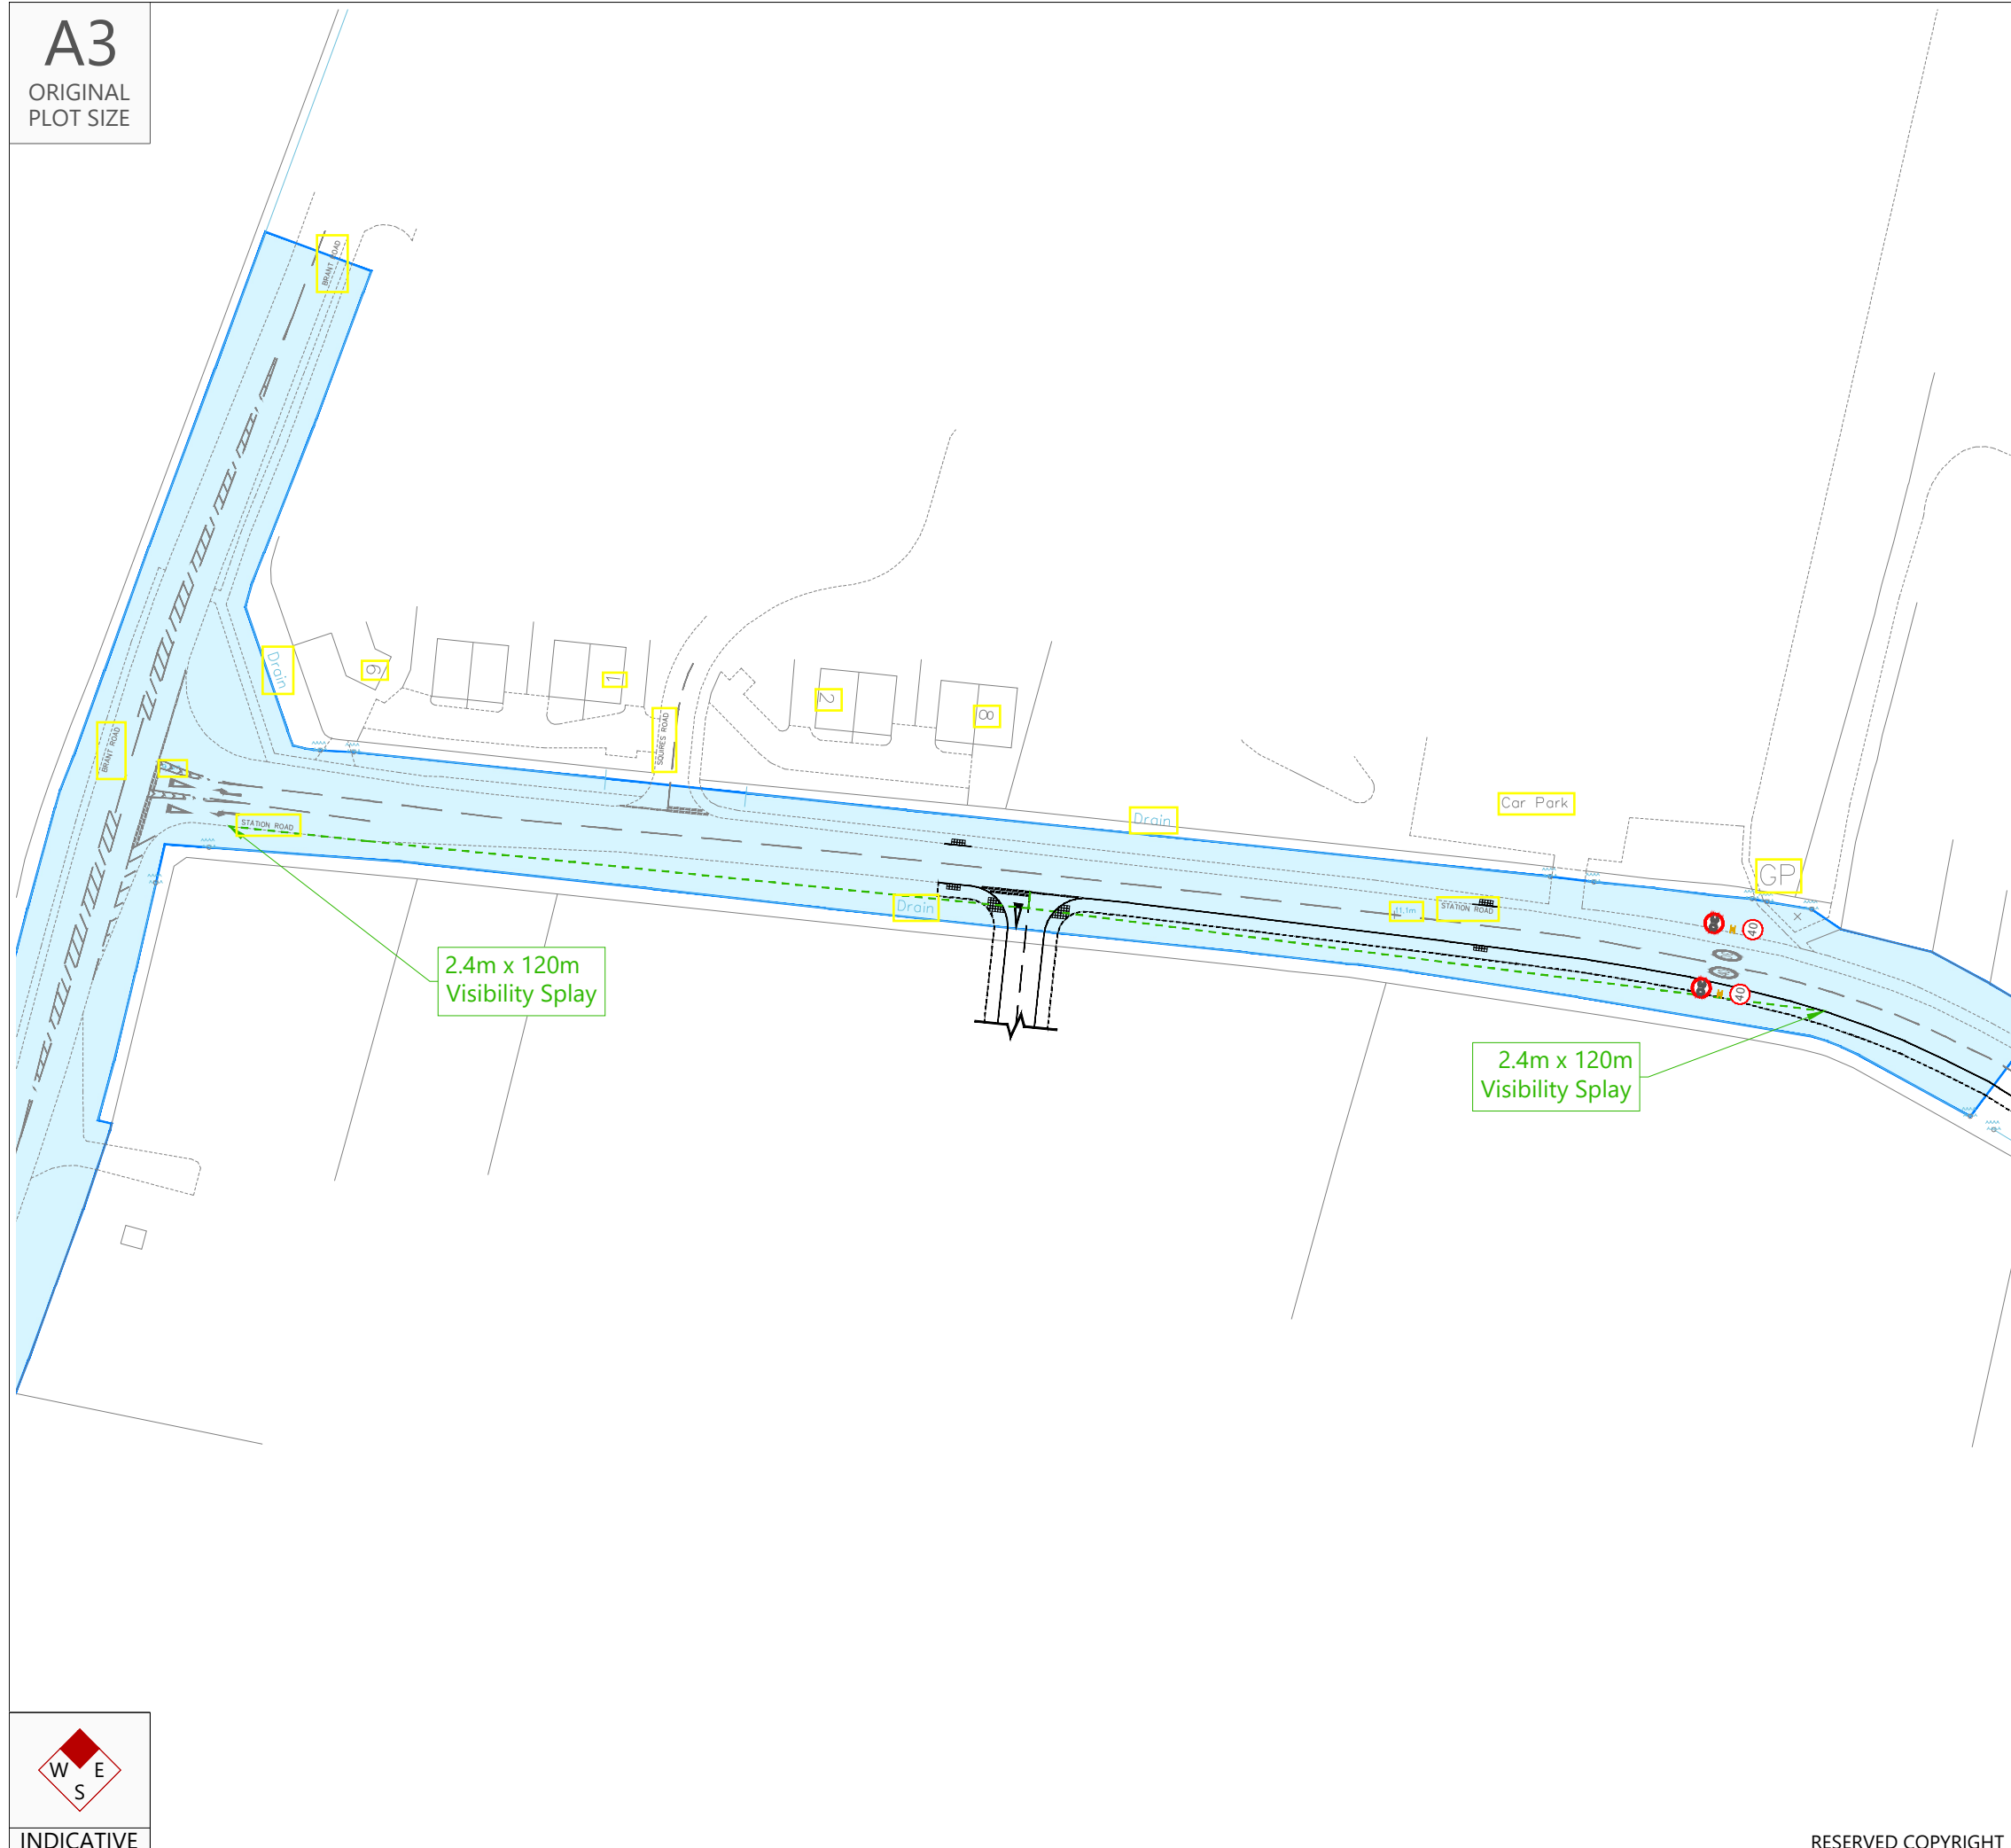 A3
ORIGINAL
PLOT SIZE
BRANT ROAD
Drain
9
1
2
8
SQUIRES ROAD
BRANT ROAD
STATION ROAD
Drain
Car Park
GP
Drain
11.1m
STATION ROAD
40
40
2.4m x 120m
Visibility Splay
2.4m x 120m
Visibility Splay
W E
S
INDICATIVE
RESERVED COPYRIGHT